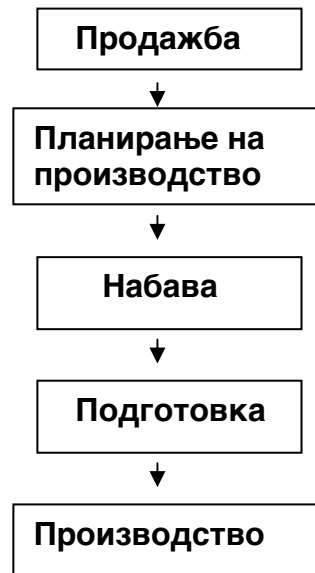 Продажба
Планирање на
производство
Набава
Подготовка
Производство